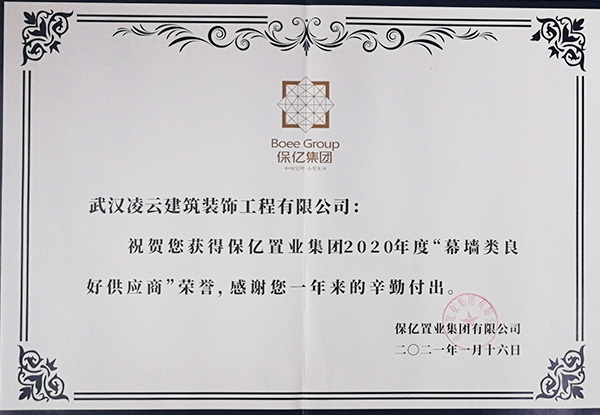 Boee Group
保亿集团
武汉凌云建筑装饰工程有限公司：
祝贺您获得保亿置业集团2020年度“幕墙类良
好供应商”荣誉，感谢您一年来的辛勤付出。
保亿置业集团有限公司
二〇二一年一月十六日